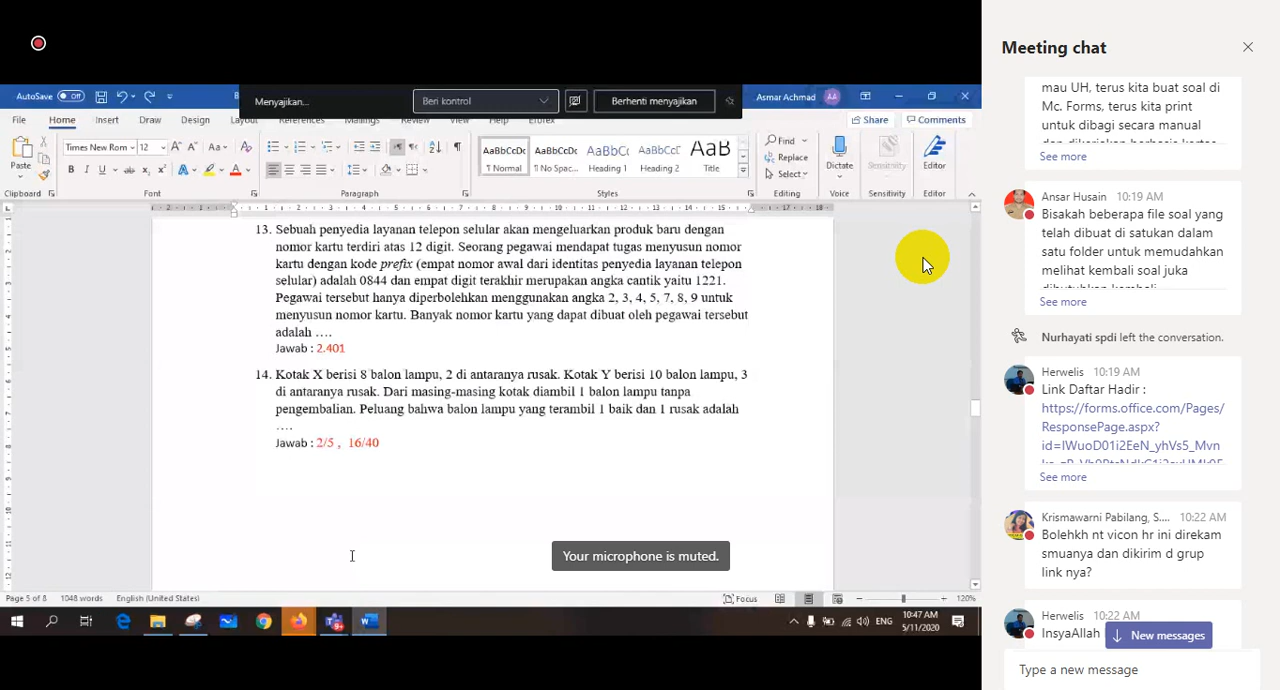 Meeting chat
mau UH, terus kita buat soal di
Mc. Forms, terus kita print
untuk dibagi secara manual
See more
Ansar Husain 10:19 AM
Bisakah beberapa file soal yang
telah dibuat di satukan dalam
satu folder untuk memudahkan
melihat kembali soal juka
See more
Nurhayati spdi left the conversation.
Herwelis 10:19 AM
Link Daftar Hadir :
https://forms.office.com/Pages/
ResponsePage.aspx?
id=IWuoD01i2EeN_yhVs5_Mvn
See more
Krismawarni Pabilang, S.... 10:22 AM
Bolehkh nt vicon hr ini direkam
smuanya dan dikirim d grup
link nya?
Herwelis 10:22 AM
InsyaAllah
New messages
Type a new message
AutoSave Off
Menyajikan...
Beri kontrol
Berhenti menyajikan
Asmar Achmad AA
File Home Insert Draw Design Layout References Mailings Review View Help
Share Comments
Paste
Times New Rom 12
AaBbCcDc AaBbCcDc AaBbCc AaBbCcC AaB
¶ Normal ¶ No Spac... Heading 1 Heading 2 Title
Find
Replace
Select
Dictate
Sensitivity
Editor
Clipboard Font Paragraph Styles Editing Voice Sensitivity Editor
13. Sebuah penyedia layanan telepon selular akan mengeluarkan produk baru dengan
nomor kartu terdiri atas 12 digit. Seorang pegawai mendapat tugas menyusun nomor
kartu dengan kode prefix (empat nomor awal dari identitas penyedia layanan telepon
selular) adalah 0844 dan empat digit terakhir merupakan angka cantik yaitu 1221.
Pegawai tersebut hanya diperbolehkan menggunakan angka 2, 3, 4, 5, 7, 8, 9 untuk
menyusun nomor kartu. Banyak nomor kartu yang dapat dibuat oleh pegawai tersebut
adalah ....
Jawab : 2.401
14. Kotak X berisi 8 balon lampu, 2 di antaranya rusak. Kotak Y berisi 10 balon lampu, 3
di antaranya rusak. Dari masing-masing kotak diambil 1 balon lampu tanpa
pengembalian. Peluang bahwa balon lampu yang terambil 1 baik dan 1 rusak adalah
....
Jawab : 2/5 , 16/40
Your microphone is muted.
Page 5 of 8 1048 words English (United States)
Focus
120%
ENG
10:47 AM
5/11/2020